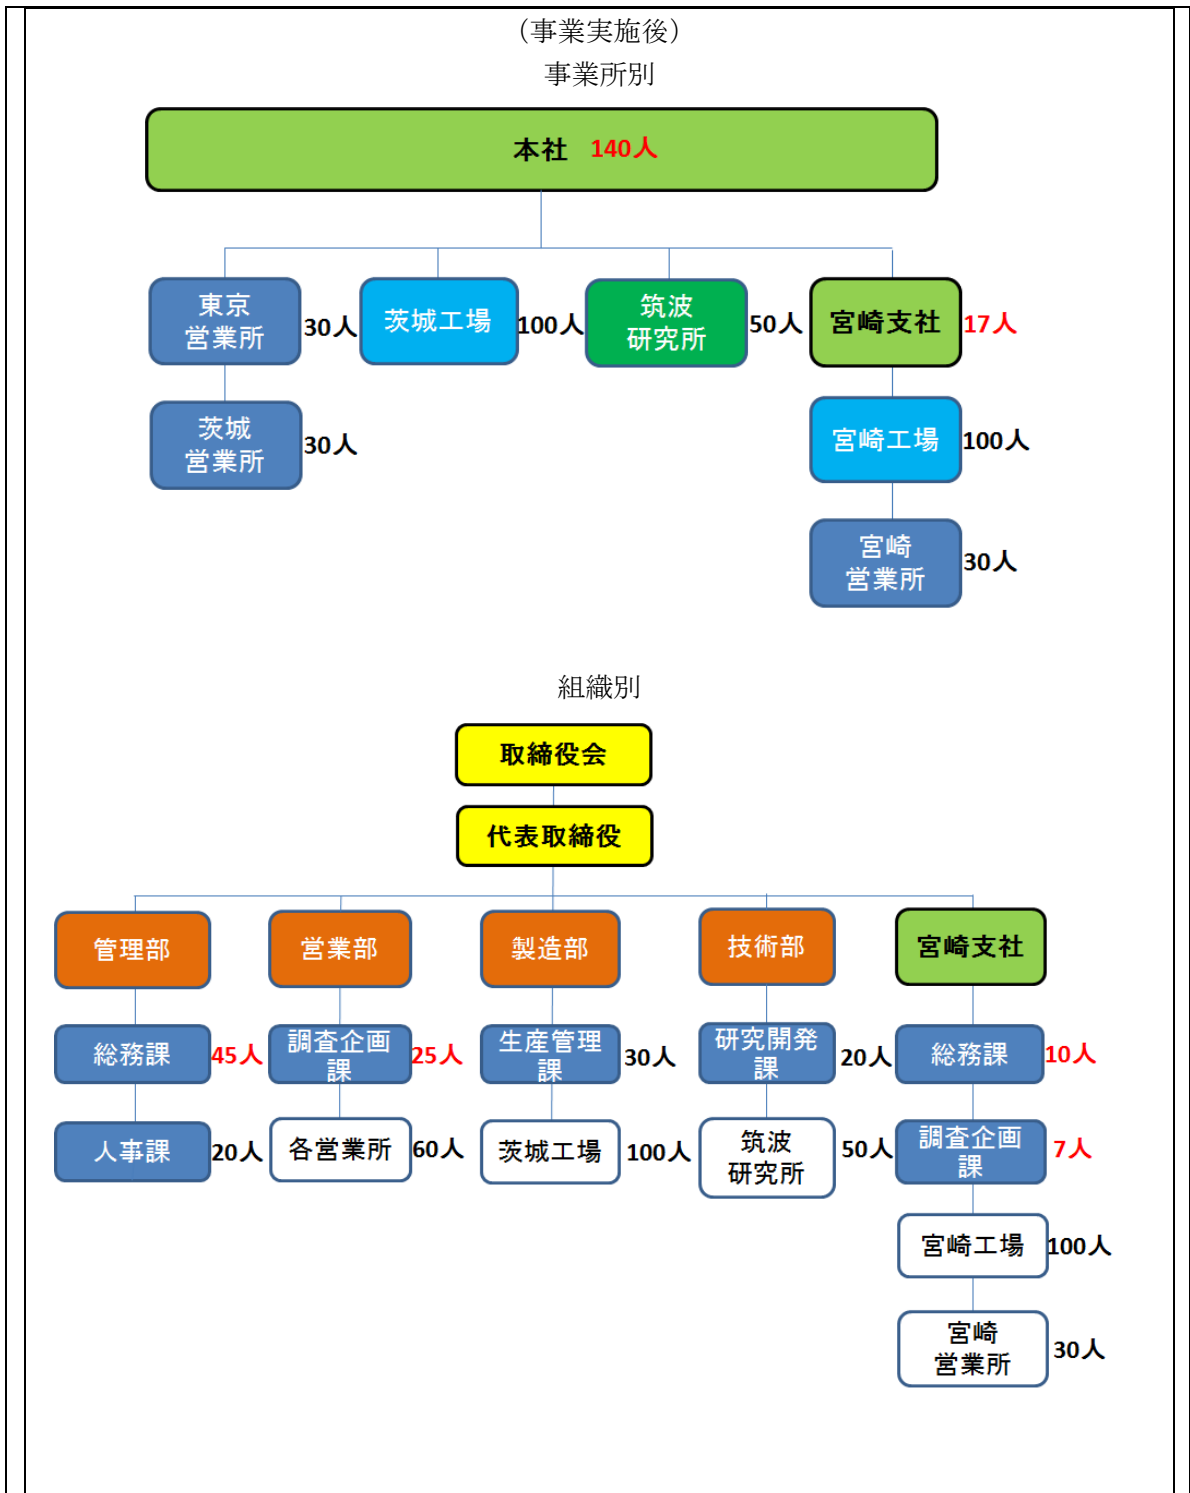 （事業実施後）
事業所別
本社 140人
東京
営業所
30人
茨城工場
100人
筑波
研究所
50人
宮崎支社
17人
茨城
営業所
30人
宮崎工場
100人
宮崎
営業所
30人
組織別
取締役会
代表取締役
管理部
営業部
製造部
技術部
宮崎支社
総務課
45人
調査企画
課
25人
生産管理
課
30人
研究開発
課
20人
総務課
10人
人事課
20人
各営業所
60人
茨城工場
100人
筑波
研究所
50人
調査企画
課
7人
宮崎工場
100人
宮崎
営業所
30人